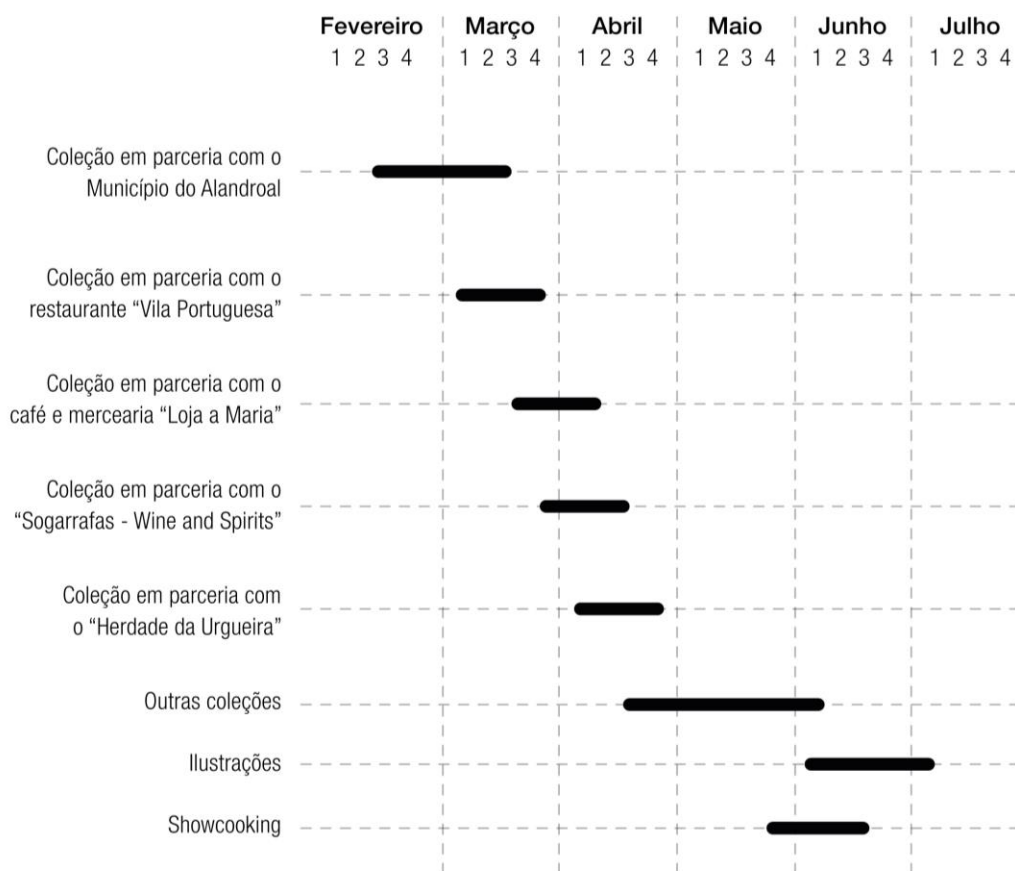 Fevereiro Março Abril Maio Junho Julho
1 2 3 4 1 2 3 4 1 2 3 4 1 2 3 4 1 2 3 4 1 2 3 4
Coleção em parceria com o
Município do Alandroal
Coleção em parceria com o
restaurante “Vila Portuguesa”
Coleção em parceria com o
café e mercearia “Loja a Maria”
Coleção em parceria com o
“Sogarrafas - Wine and Spirits”
Coleção em parceria com
o “Herdade da Urgueira”
Outras coleções
Ilustrações
Showcooking